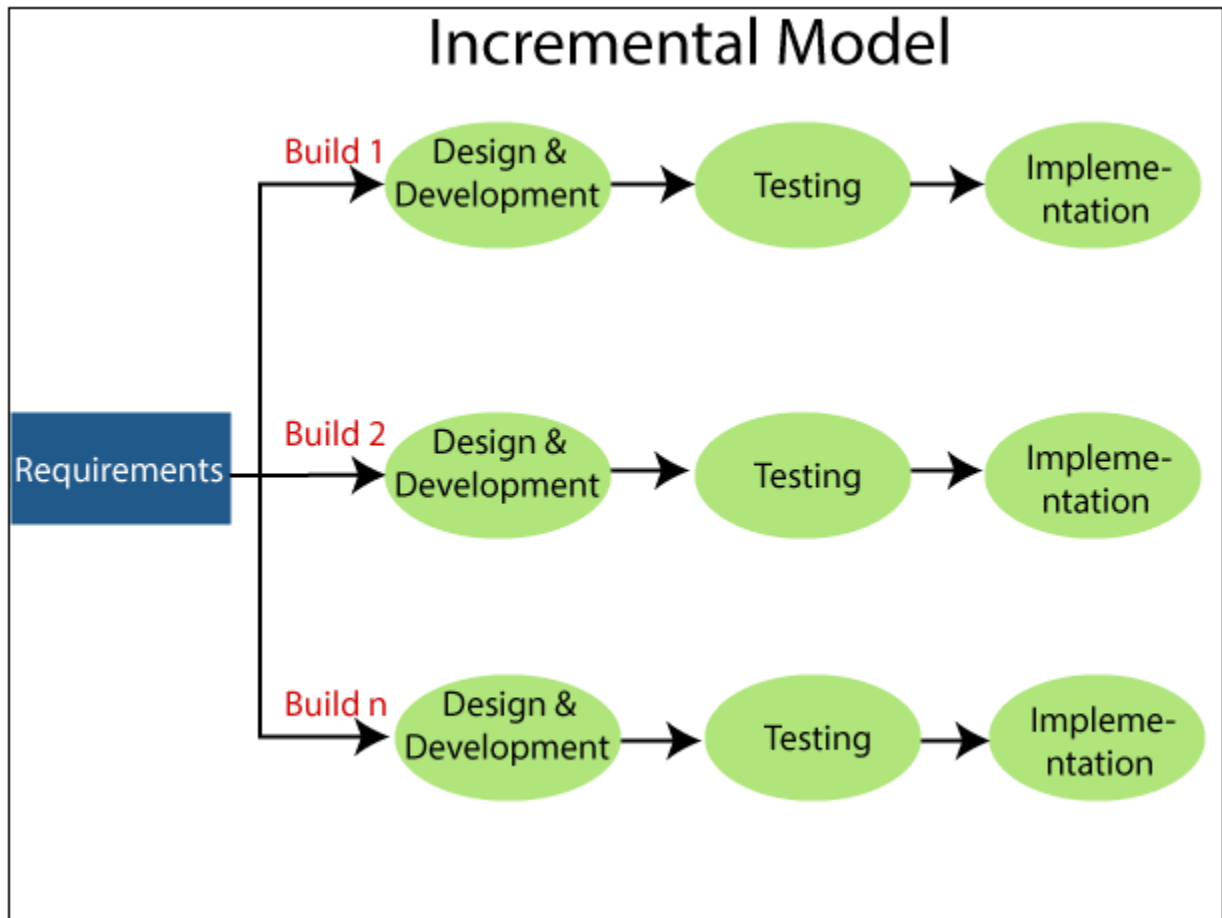 Incremental Model
Build 1
Design &
Development
Testing
Impleme-
ntation
Requirements
Build 2
Design &
Development
Testing
Impleme-
ntation
Build n
Design &
Development
Testing
Impleme-
ntation